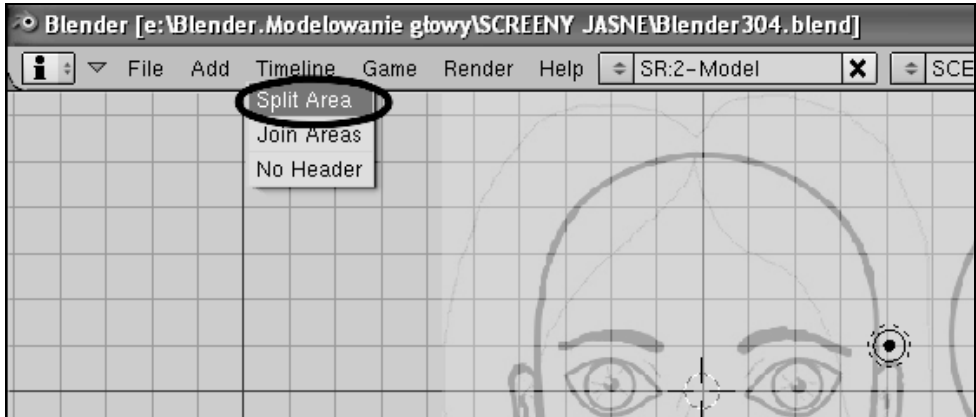 Blender [e:\Blender.Modelowanie głowy\SCREENY JASNE\Blender304.blend]
File Add Timeline Game Render Help SR:2-Model SCE
Split Area
Join Areas
No Header